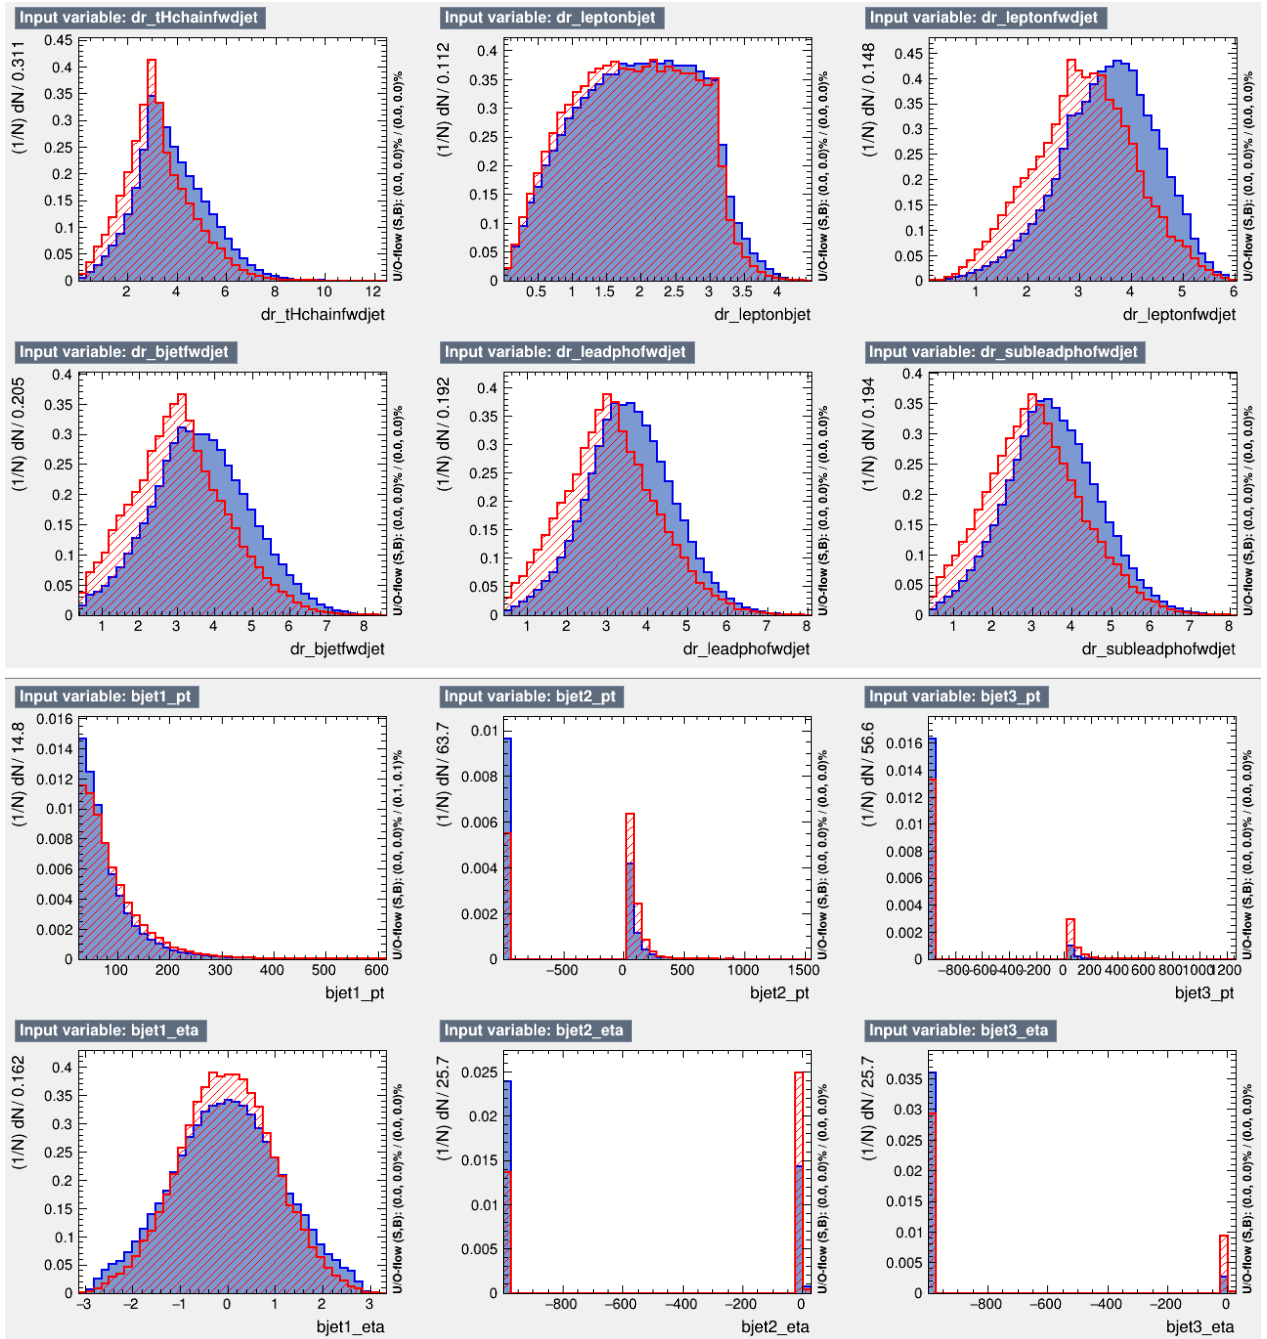 Input variable: dr_tHchainfwdjet
(1/N) dN/ 0.311
0.45
0.4
0.35
0.3
0.25
0.2
0.15
0.1
0.05
0
2 4 6 8 10 12
dr_tHchainfwdjet
U/O-flow (S,B): (0.0, 0.0)% / (0.0, 0.0)%
Input variable: dr_leptonbjet
(1/N) dN/ 0.112
0.4
0.35
0.3
0.25
0.2
0.15
0.1
0.05
0
0.5 1 1.5 2 2.5 3 3.5 4
dr_leptonbjet
U/O-flow (S,B): (0.0, 0.0)% / (0.0, 0.0)%
Input variable: dr_leptonfwdjet
(1/N) dN/ 0.148
0.45
0.4
0.35
0.3
0.25
0.2
0.15
0.1
0.05
0
1 2 3 4 5 6
dr_leptonfwdjet
U/O-flow (S,B): (0.0, 0.0)% / (0.0, 0.0)%
Input variable: dr_bjetfwdjet
(1/N) dN/ 0.205
0.4
0.35
0.3
0.25
0.2
0.15
0.1
0.05
0
1 2 3 4 5 6 7 8
dr_bjetfwdjet
U/O-flow (S,B): (0.0, 0.0)% / (0.0, 0.0)%
Input variable: dr_leadphofwdjet
(1/N) dN/ 0.192
0.4
0.35
0.3
0.25
0.2
0.15
0.1
0.05
0
1 2 3 4 5 6 7 8
dr_leadphofwdjet
U/O-flow (S,B): (0.0, 0.0)% / (0.0, 0.0)%
Input variable: dr_subleadphofwdjet
(1/N) dN/ 0.194
0.4
0.35
0.3
0.25
0.2
0.15
0.1
0.05
0
1 2 3 4 5 6 7 8
dr_subleadphofwdjet
U/O-flow (S,B): (0.0, 0.0)% / (0.0, 0.0)%
Input variable: bjet1_pt
(1/N) dN/ 14.8
0.016
0.014
0.012
0.01
0.008
0.006
0.004
0.002
0
100 200 300 400 500 600
bjet1_pt
U/O-flow (S,B): (0.0, 0.0)% / (0.1, 0.1)%
Input variable: bjet2_pt
(1/N) dN/ 63.7
0.01
0.008
0.006
0.004
0.002
0
−500 0 500 1000 1500
bjet2_pt
U/O-flow (S,B): (0.0, 0.0)% / (0.0, 0.0)%
Input variable: bjet3_pt
(1/N) dN/ 56.6
0.016
0.014
0.012
0.01
0.008
0.006
0.004
0.002
0
−800−600−400−200 0 200 400 600 800 1000 1200
bjet3_pt
U/O-flow (S,B): (0.0, 0.0)% / (0.0, 0.0)%
Input variable: bjet1_eta
(1/N) dN/ 0.162
0.4
0.35
0.3
0.25
0.2
0.15
0.1
0.05
0
−3 −2 −1 0 1 2 3
bjet1_eta
U/O-flow (S,B): (0.0, 0.0)% / (0.0, 0.0)%
Input variable: bjet2_eta
(1/N) dN/ 25.7
0.025
0.02
0.015
0.01
0.005
0
−800 −600 −400 −200 0
bjet2_eta
U/O-flow (S,B): (0.0, 0.0)% / (0.0, 0.0)%
Input variable: bjet3_eta
(1/N) dN/ 25.7
0.035
0.03
0.025
0.02
0.015
0.01
0.005
0
−800 −600 −400 −200 0
bjet3_eta
U/O-flow (S,B): (0.0, 0.0)% / (0.0, 0.0)%